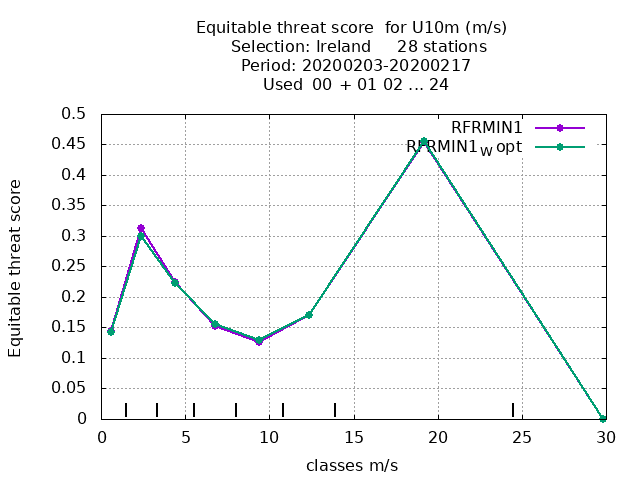 Equitable threat score for U10m (m/s)
Selection: Ireland 28 stations
Period: 20200203-20200217
Used 00 + 01 02 ... 24
0.5
0.45
0.4
0.35
0.3
0.25
0.2
0.15
0.1
0.05
0
Equitable threat score
RFRMIN1
RFRMIN1W opt
0 5 10 15 20 25 30
classes m/s